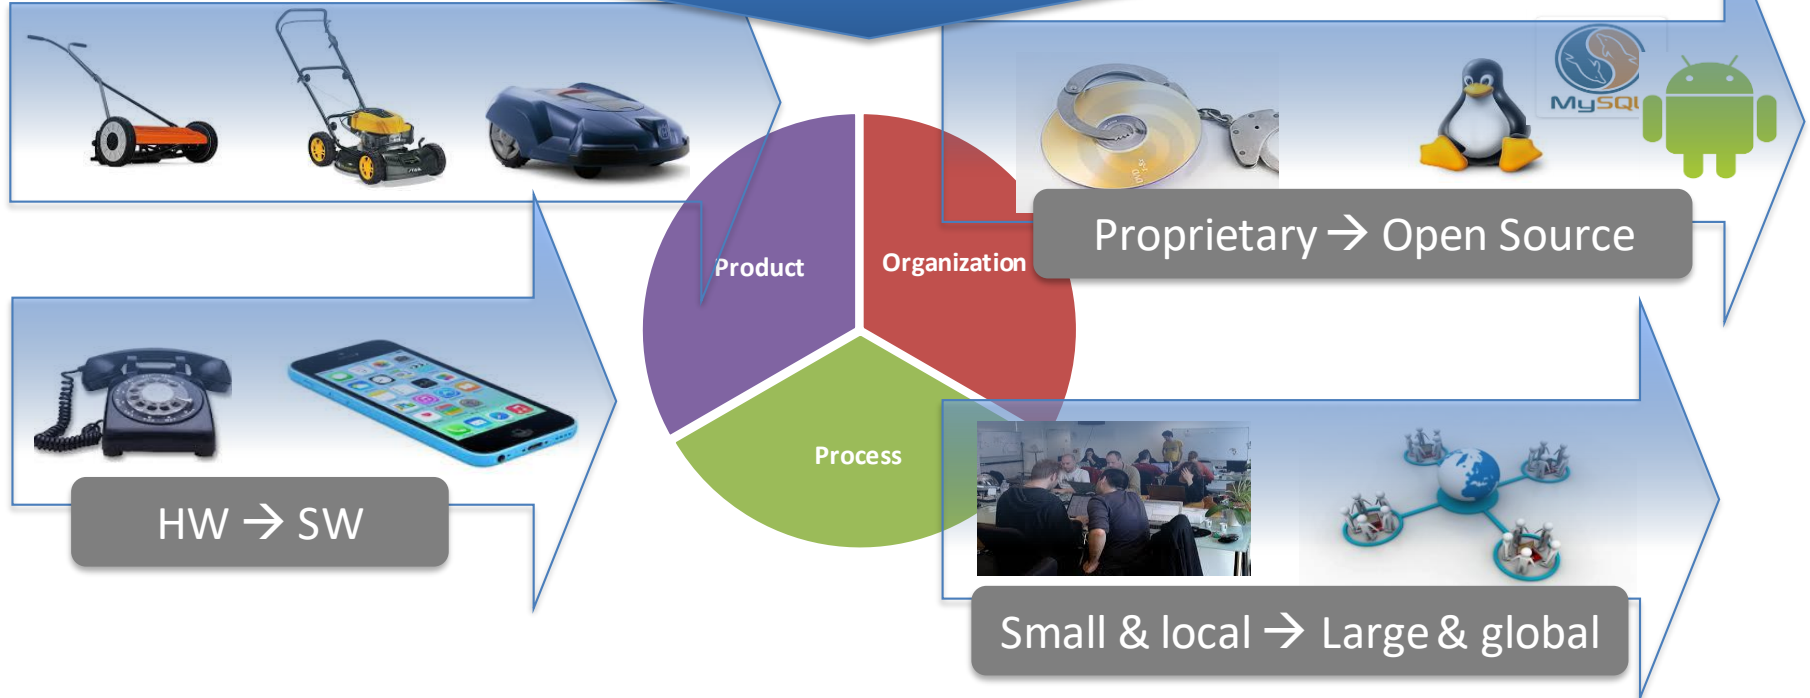 MySQL
Product
Organization
Proprietary → Open Source
Process
HW → SW
Small & local → Large & global